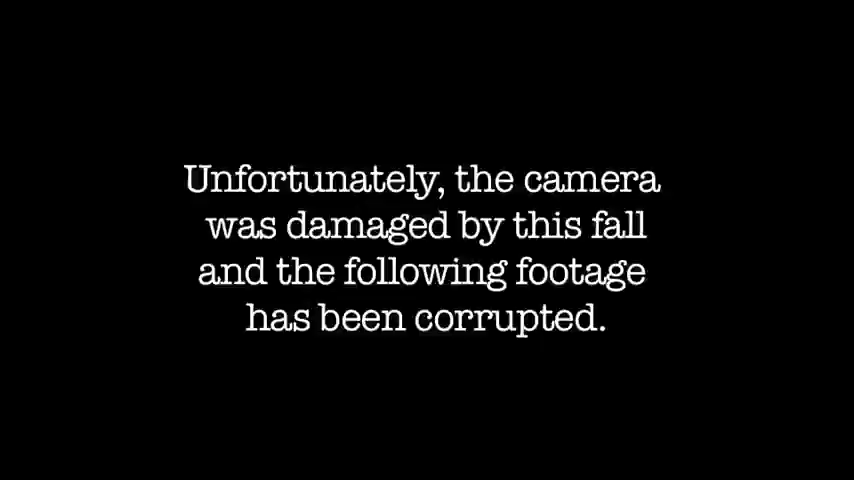 Unfortunately, the camera
was damaged by this fall
and the following footage
has been corrupted.